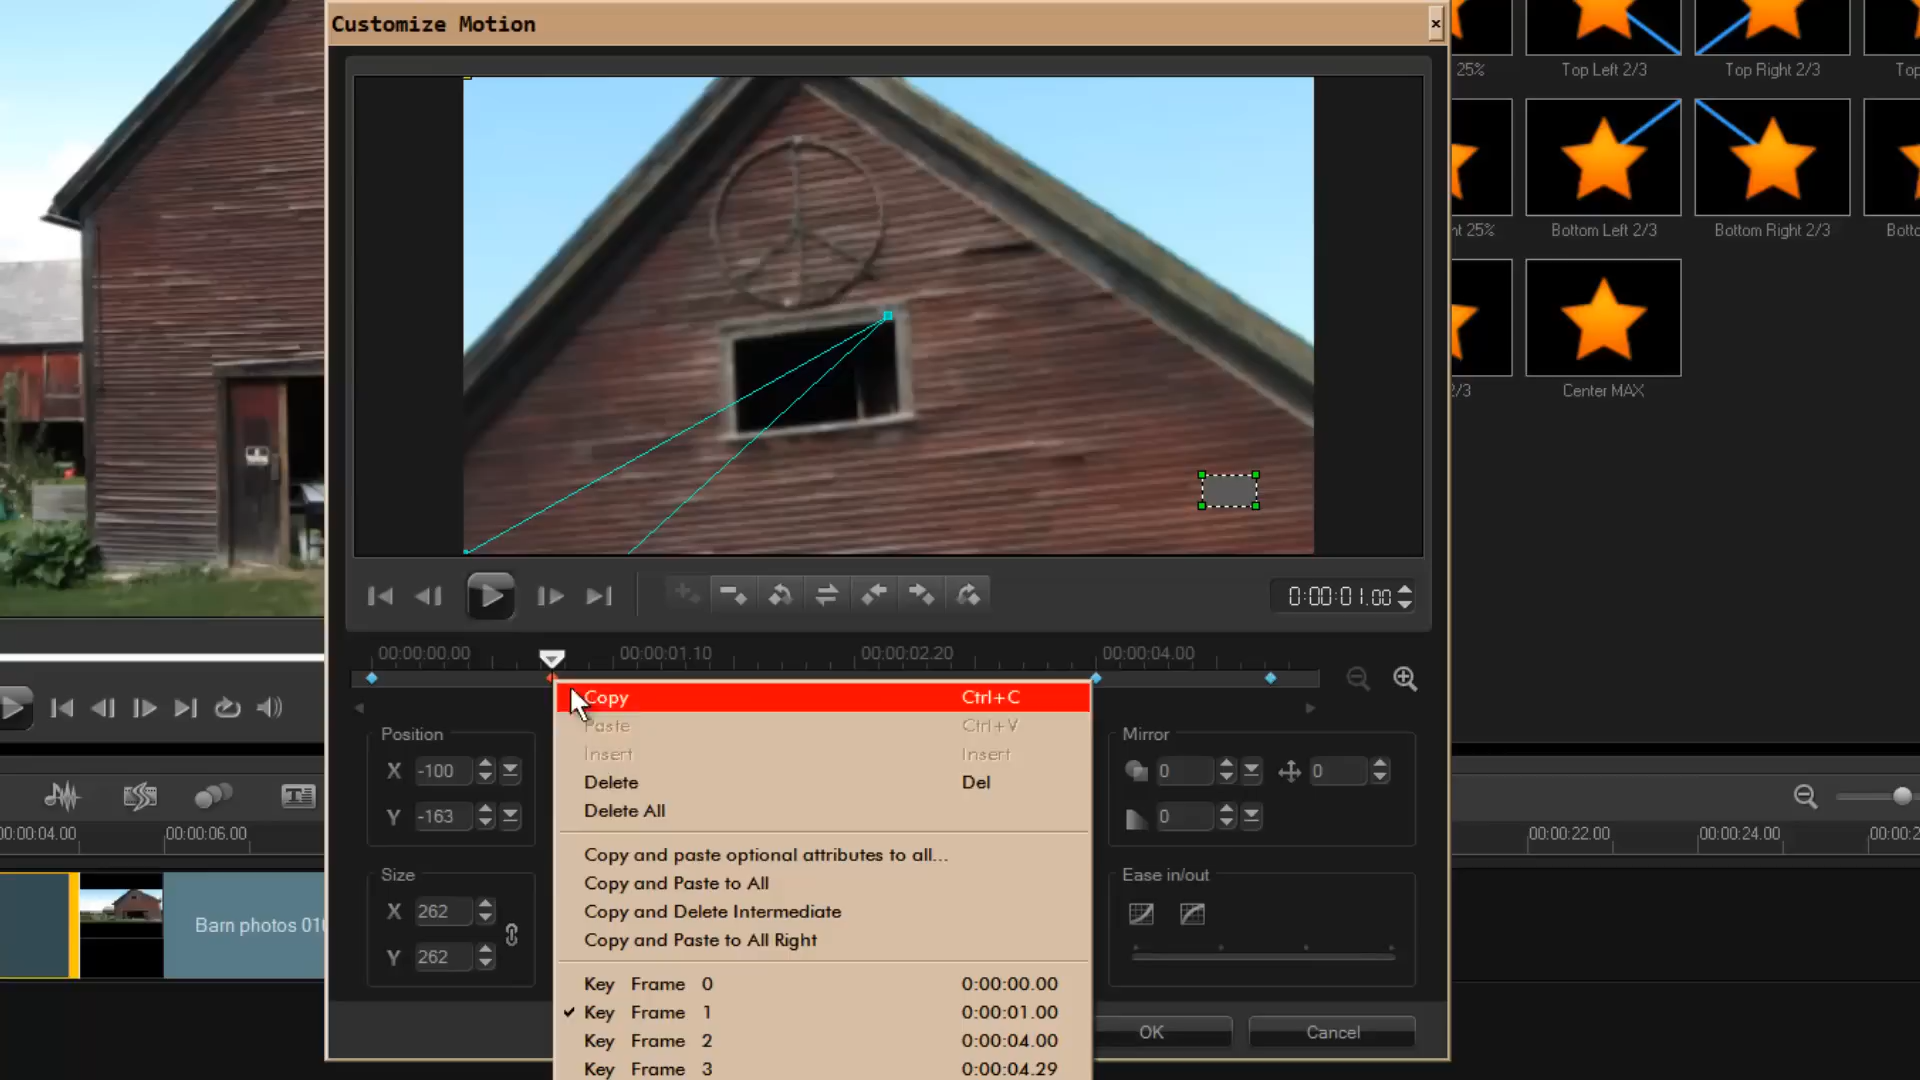 Customize Motion
×
25%
Top Left 2/3
Top Right 2/3
Top
nt 25%
Bottom Left 2/3
Bottom Right 2/3
Botto
2/3
Center MAX
0:00:01.00
00:00:00.00
00:00:01.10
00:00:02.20
00:00:04.00
Copy Ctrl+C
Paste Ctrl+V
Insert Insert
Delete Del
Delete All
Copy and paste optional attributes to all...
Copy and Paste to All
Copy and Delete Intermediate
Copy and Paste to All Right
Key Frame 0 0:00:00.00
Key Frame 1 0:00:01.00
Key Frame 2 0:00:04.00
Key Frame 3 0:00:04.29
Position
X -100
Y -163
Size
X 262
Y 262
Mirror
0
0
0
Ease in/out
OK
Cancel
00:00:04.00
00:00:06.00
00:00:22.00
00:00:24.00
00:00:2
Barn photos 01